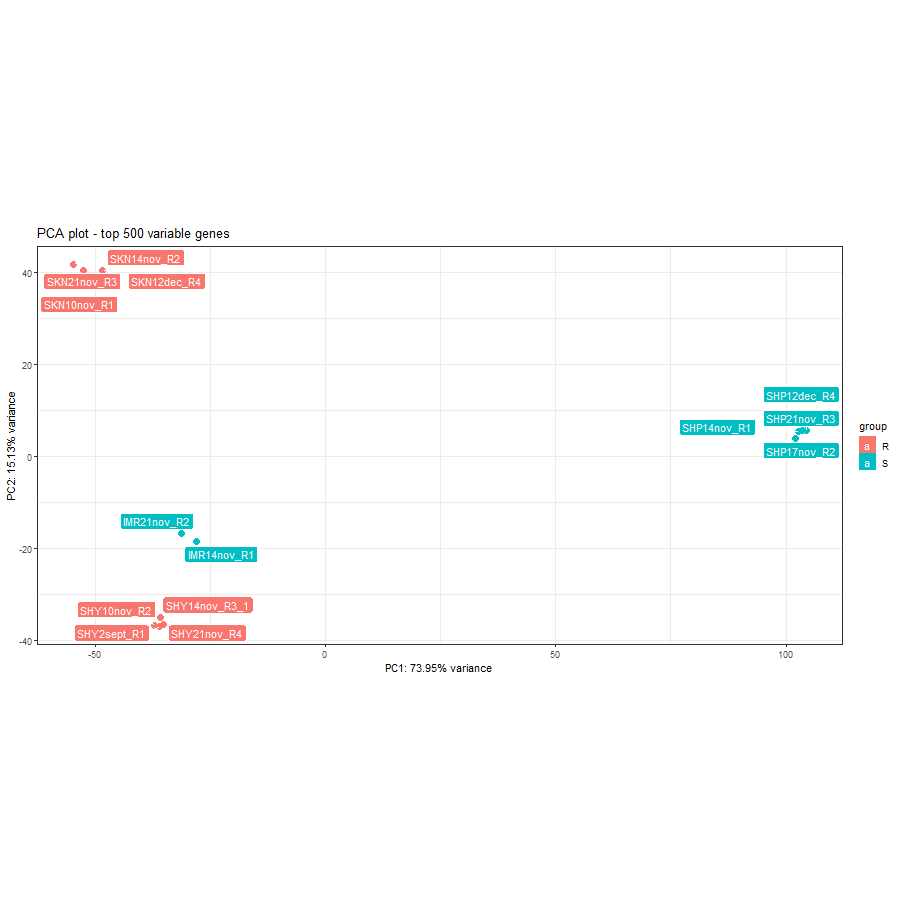 PCA plot - top 500 variable genes
SKN14nov_R2
SKN21nov_R3
SKN12dec_R4
SKN10nov_R1
SHP12dec_R4
SHP21nov_R3
SHP14nov_R1
SHP17nov_R2
IMR21nov_R2
IMR14nov_R1
SHY14nov_R3_1
SHY10nov_R2
SHY2sept_R1
SHY21nov_R4
40
20
0
-20
-40
PC2: 15.13% variance
-50
0
50
100
PC1: 73.95% variance
group
a R
a S